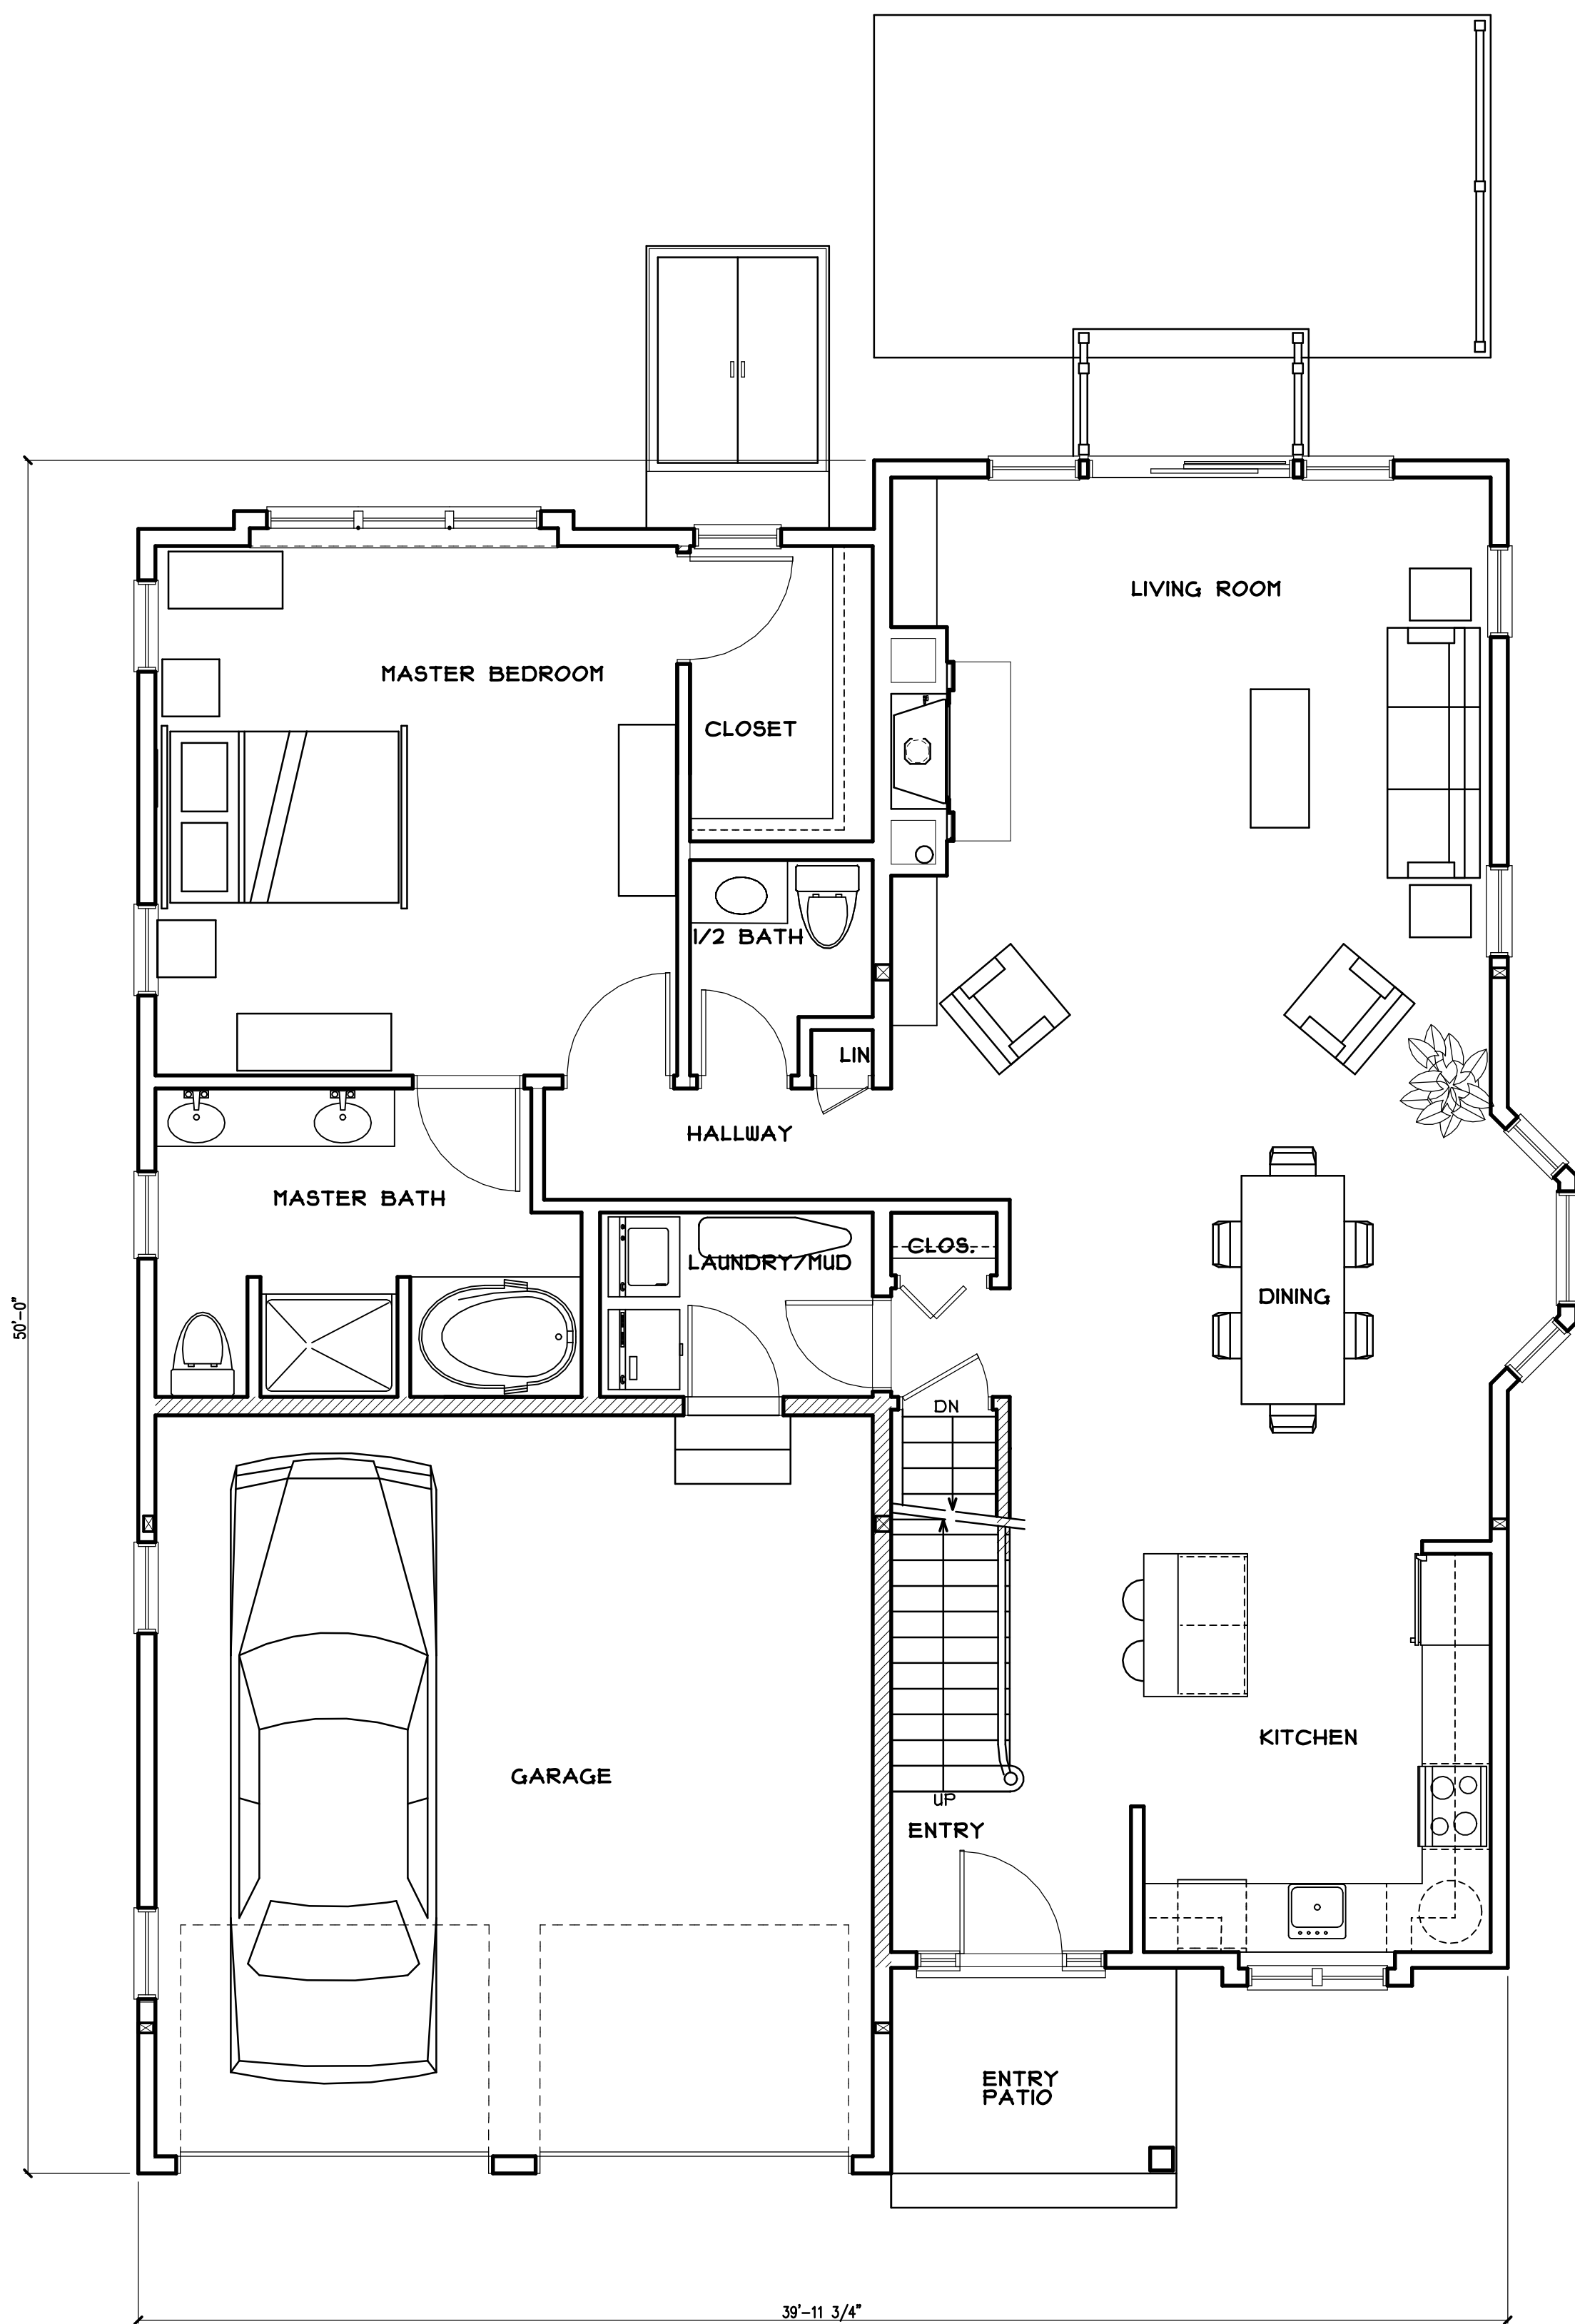 LIVING ROOM
MASTER BEDROOM
CLOSET
1/2 BATH
LIN
HALLWAY
MASTER BATH
CLOS.
LAUNDRY/MUD
DINING
50'-0"
DN
KITCHEN
GARAGE
UP
ENTRY
ENTRY
PATIO
39'-11 3/4"